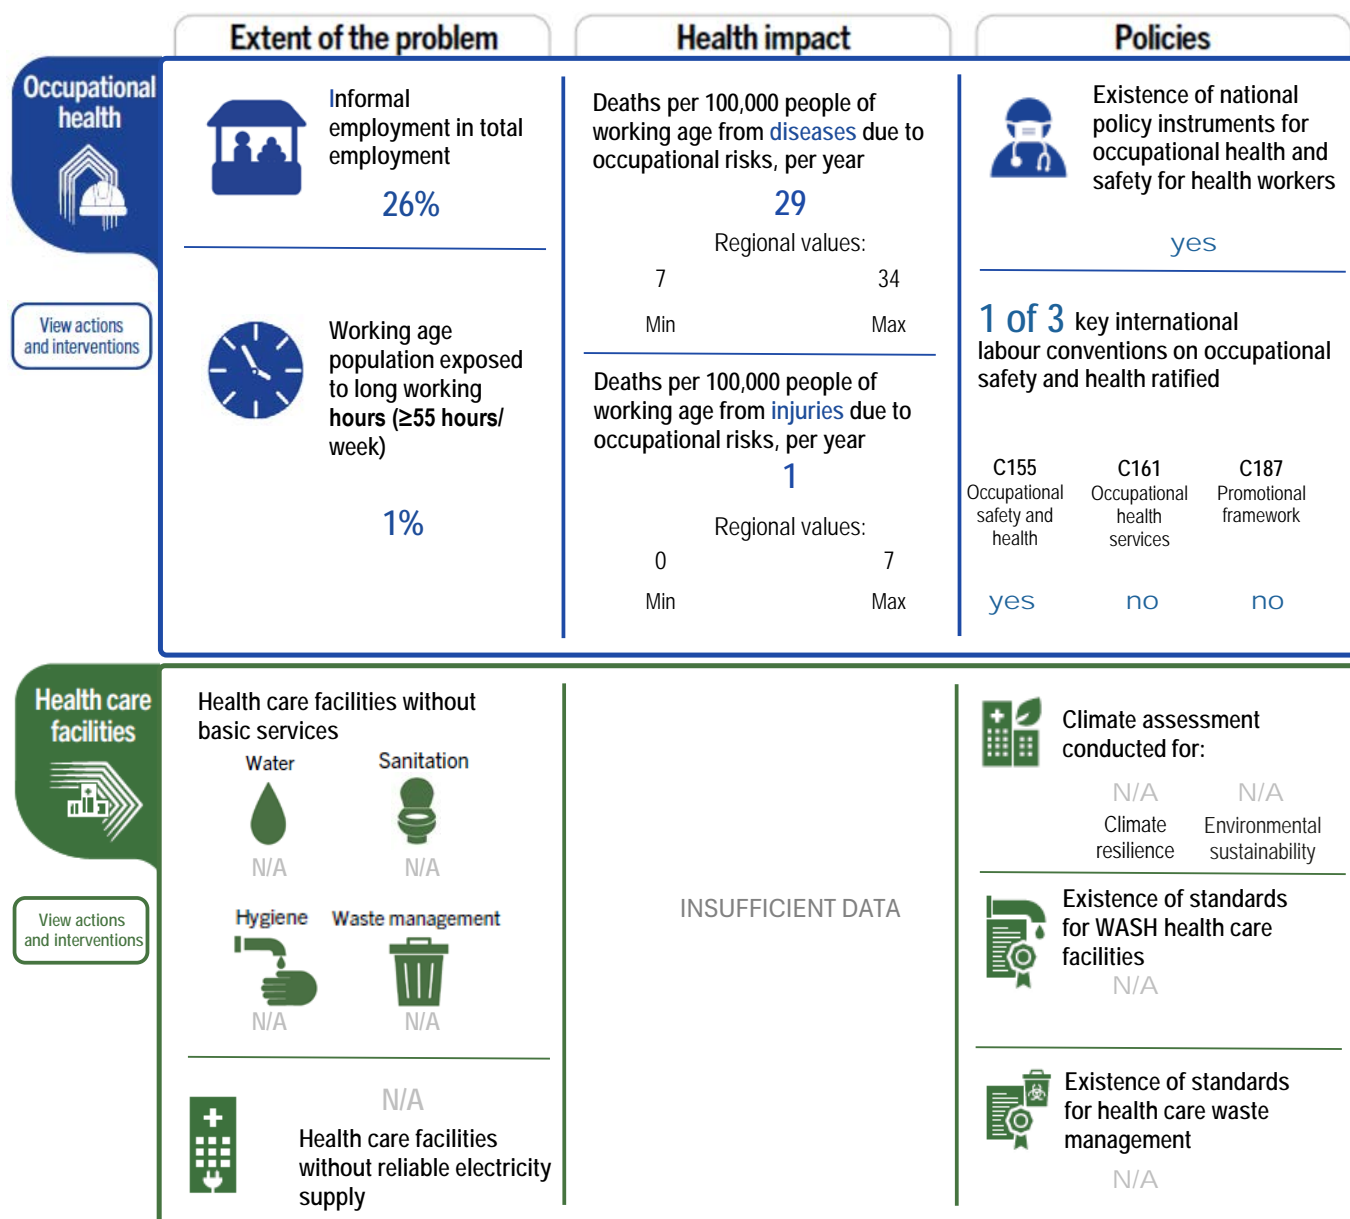 Extent of the problem
Health impact
Policies
Occupational
health
View actions
and interventions
Informal
employment in total
employment
26%
Working age
population exposed
to long working
hours (≥55 hours/
week)
1%
Deaths per 100,000 people of
working age from diseases due to
occupational risks, per year
29
Regional values:
7 34
Min Max
Deaths per 100,000 people of
working age from injuries due to
occupational risks, per year
1
Regional values:
0 7
Min Max
Existence of national
policy instruments for
occupational health and
safety for health workers
yes
1 of 3 key international
labour conventions on occupational
safety and health ratified
C155
Occupational
safety and
health
yes
C161
Occupational
health
services
no
C187
Promotional
framework
no
Health care
facilities
View actions
and interventions
Health care facilities without
basic services
Water
N/A
Sanitation
N/A
Hygiene
N/A
Waste management
N/A
N/A
Health care facilities
without reliable electricity
supply
INSUFFICIENT DATA
Climate assessment
conducted for:
N/A
Climate
resilience
N/A
Environmental
sustainability
Existence of standards
for WASH health care
facilities
N/A
Existence of standards
for health care waste
management
N/A